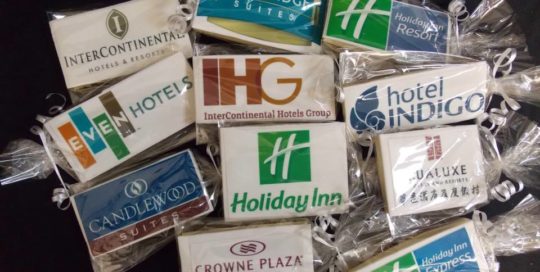 INTERCONTINENTAL
HOTELS & RESORTS
SUITES
H
Holiday Inn
Resort
EVEN HOTELS
IHG
InterContinental Hotels Group
hotel
INDIGO
CANDLEWOOD
SUITES
H
Holiday Inn
HUALUXE
CROWNE PLAZA
H
Holiday Inn
Express